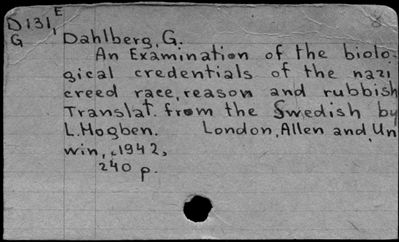 E
D131,
8
G
Dahlberg, G.
An Examination of the biolo-
gical credentials of the nazi
creed race, reason and rubbish
Translat. from the Swedish by
L. Hogben. London, Allen and Un
win, c1942,
240 p.